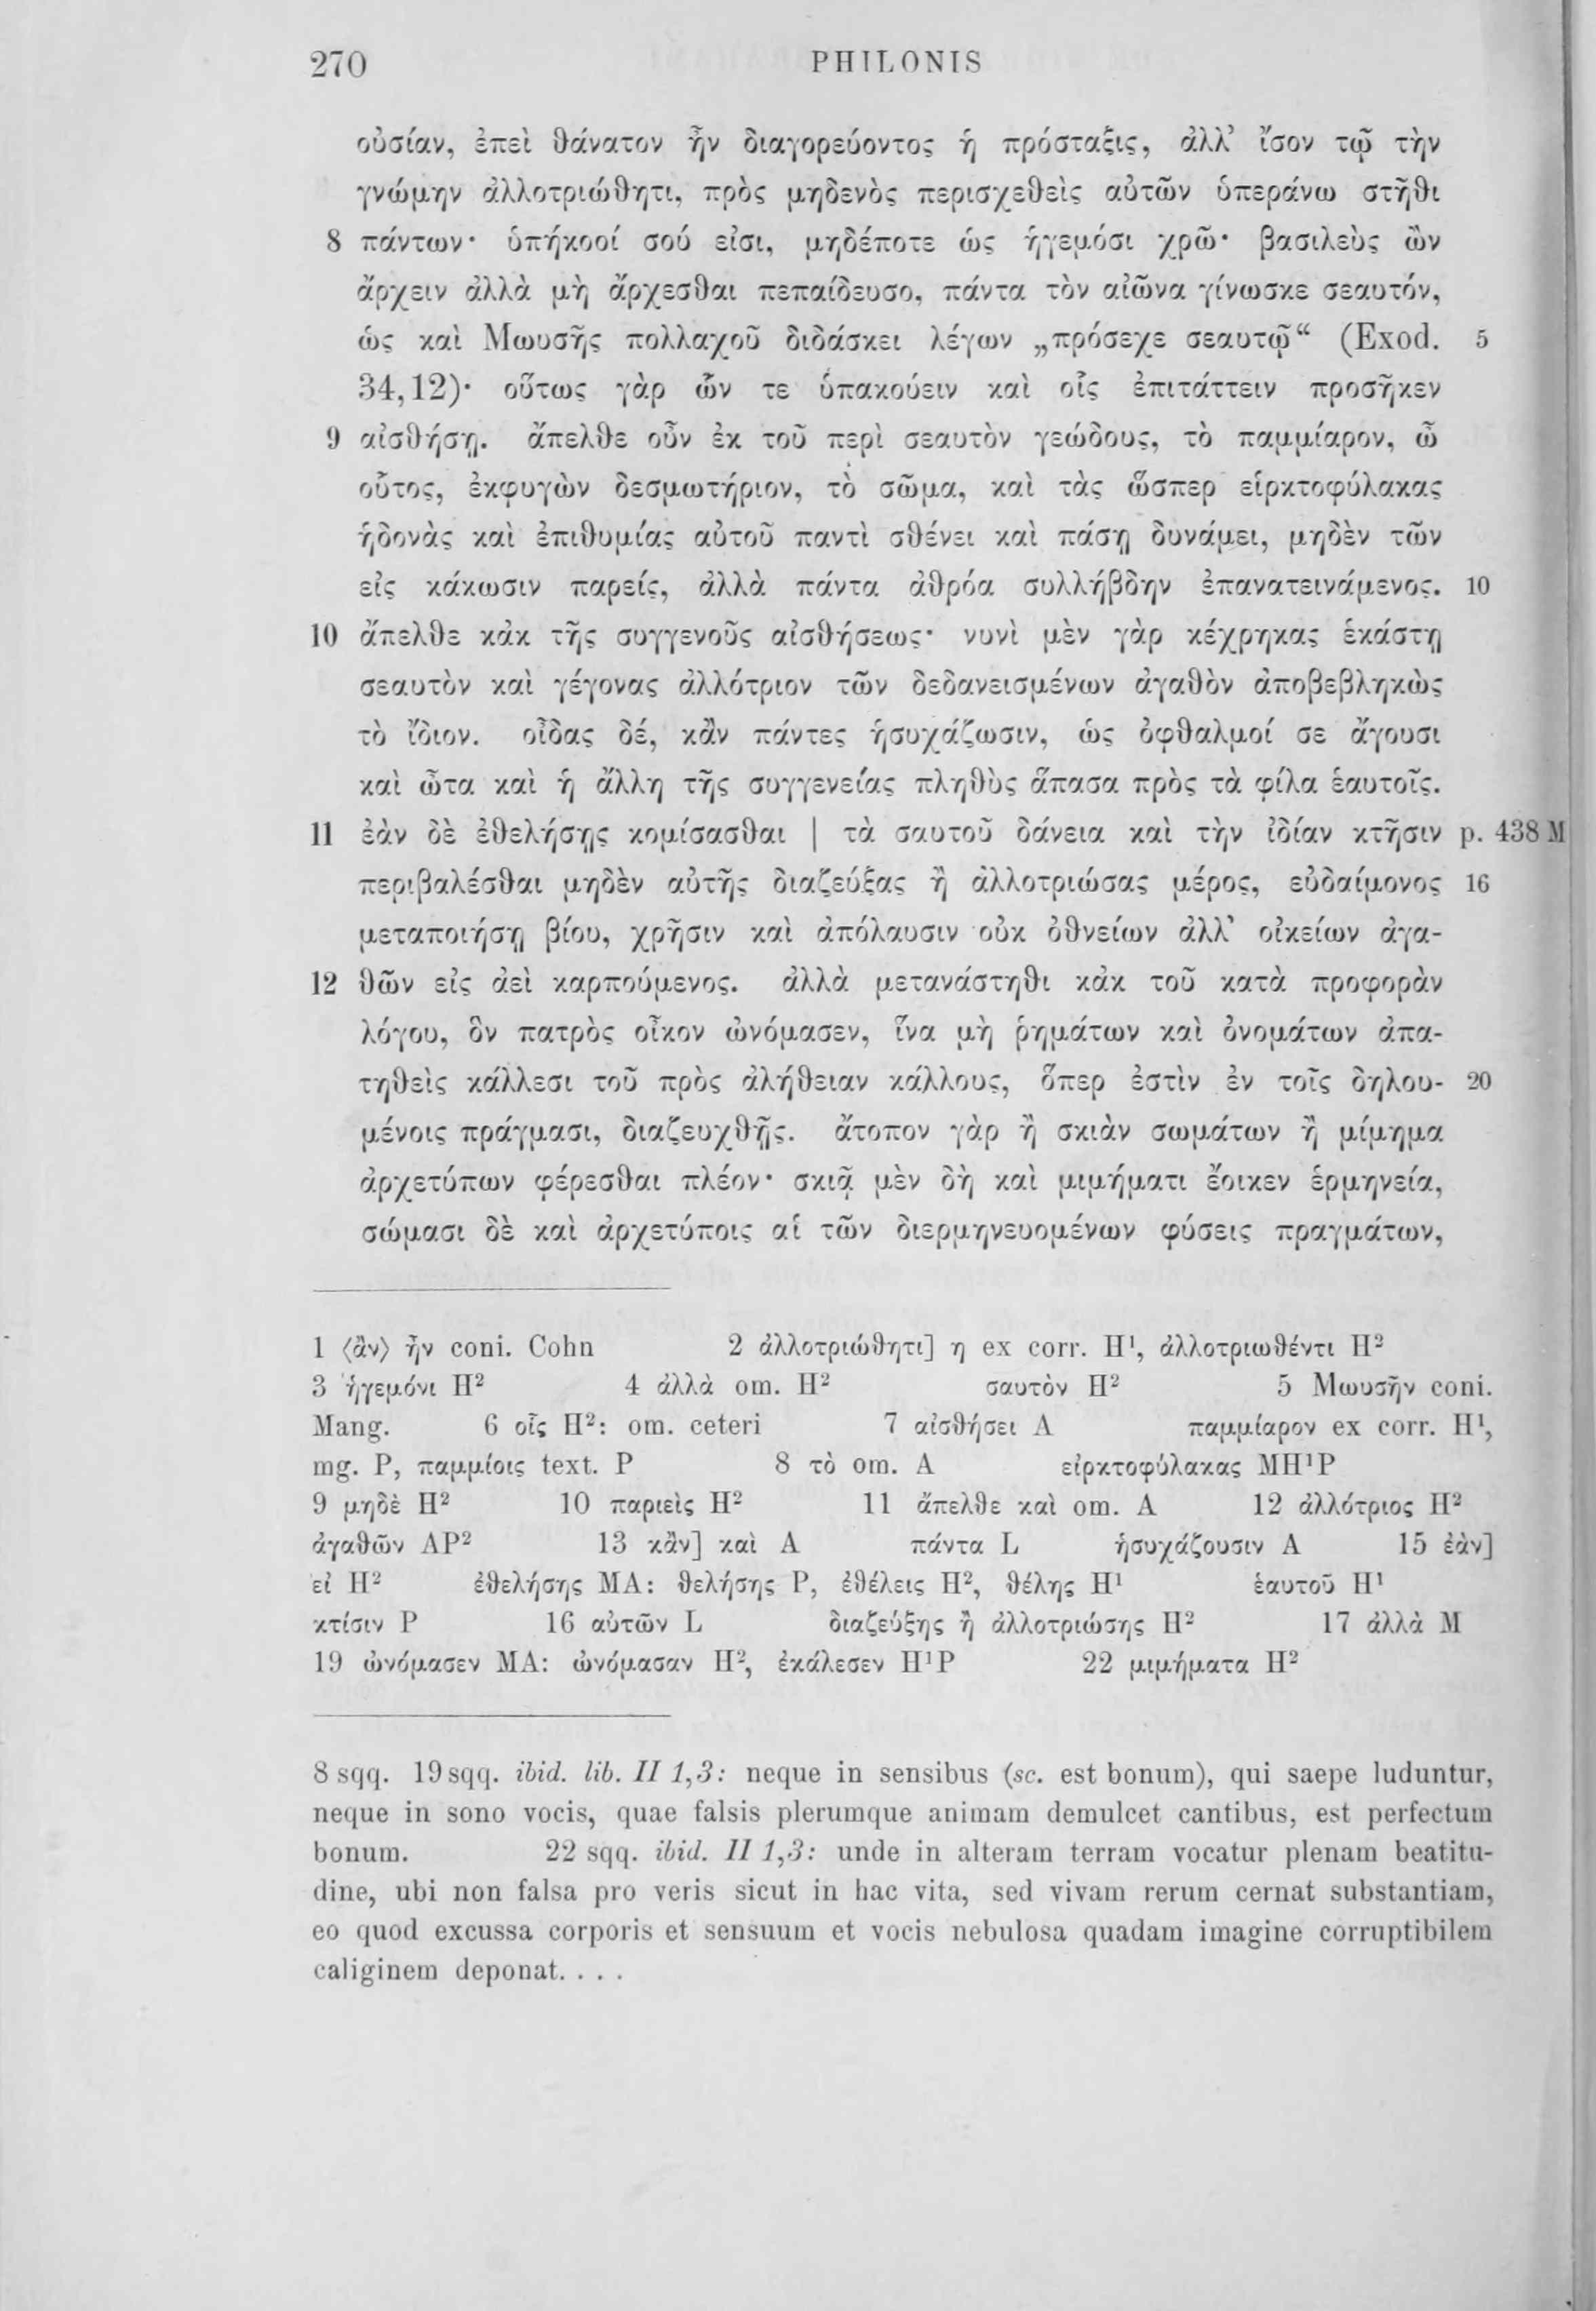 270 PHILONIS
οὐσίαν, ἐπεὶ θάνατον ἦν διαγορεύοντος ἡ πρόσταξις, ἀλλ’ ἴσον τῷ τὴν
γνώμην ἀλλοτριώθητι, πρὸς μηδενὸς περισχεθεὶς αὐτῶν ὑπεράνω στῆθι
8 πάντων· ὑπήκοοί σού εἰσι, μηδέποτε ὡς ἡγεμόσι χρῶ· βασιλεὺς ὢν
ἄρχειν ἀλλὰ μὴ ἄρχεσθαι πεπαίδευσο, πάντα τὸν αἰῶνα γίνωσκε σεαυτόν,
ὡς καὶ Μωυσῆς πολλαχοῦ διδάσκει λέγων „πρόσεχε σεαυτῷ“ (Exod. 5
34,12)· οὕτως γὰρ ὧν τε ὑπακούειν καὶ οἷς ἐπιτάττειν προσῆκεν
9 αἰσθήσῃ. ἄπελθε οὖν ἐκ τοῦ περὶ σεαυτὸν γεώδους, τὸ παμμίαρον, ὦ
οὗτος, ἐκφυγὼν δεσμωτήριον, τὸ σῶμα, καὶ τὰς ὥσπερ εἱρκτοφύλακας
ἡδονὰς καὶ ἐπιθυμίας αὐτοῦ παντὶ σθένει καὶ πάσῃ δυνάμει, μηδὲν τῶν
εἰς κάκωσιν παρείς, ἀλλὰ πάντα ἀθρόα συλλήβδην ἐπανατεινάμενος. 10
10 ἄπελθε κἀκ τῆς συγγενοῦς αἰσθήσεως· νυνὶ μὲν γὰρ κέχρηκας ἑκάστῃ
σεαυτὸν καὶ γέγονας ἀλλότριον τῶν δεδανεισμένων ἀγαθὸν ἀποβεβληκὼς
τὸ ἴδιον. οἶδας δέ, κἂν πάντες ἡσυχάζωσιν, ὡς ὀφθαλμοί σε ἄγουσι
καὶ ὦτα καὶ ἡ ἄλλη τῆς συγγενείας πληθὺς ἅπασα πρὸς τὰ φίλα ἑαυτοῖς.
11 ἐὰν δὲ ἐθελήσῃς κομίσασθαι | τὰ σαυτοῦ δάνεια καὶ τὴν ἰδίαν κτῆσιν p. 438 M
περιβαλέσθαι μηδὲν αὐτῆς διαζεύξας ἢ ἀλλοτριώσας μέρος, εὐδαίμονος 16
μεταποιήσῃ βίου, χρῆσιν καὶ ἀπόλαυσιν οὐκ ὀθνείων ἀλλ’ οἰκείων ἀγα-
12 θῶν εἰς ἀεὶ καρπούμενος. ἀλλὰ μετανάστηθι κἀκ τοῦ κατὰ προφορὰν
λόγου, ὃν πατρὸς οἶκον ὠνόμασεν, ἵνα μὴ ῥημάτων καὶ ὀνομάτων ἀπα-
τηθεὶς κάλλεσι τοῦ πρὸς ἀλήθειαν κάλλους, ὅπερ ἐστὶν ἐν τοῖς δηλου- 20
μένοις πράγμασι, διαζευχθῇς. ἄτοπον γὰρ ἢ σκιὰν σωμάτων ἢ μίμημα
ἀρχετύπων φέρεσθαι πλέον· σκιᾷ μὲν δὴ καὶ μιμήματι ἔοικεν ἑρμηνεία,
σώμασι δὲ καὶ ἀρχετύποις αἱ τῶν διερμηνευομένων φύσεις πραγμάτων,
1 ⟨ἂν⟩ ἦν coni. Cohn 2 ἀλλοτριώθητι] η ex corr. H¹, ἀλλοτριωθέντι H²
3 ἡγεμόνι H² 4 ἀλλὰ om. H² σαυτὸν H² 5 Μωυσῆν coni.
Mang. 6 οἷς H²: om. ceteri 7 αἰσθήσει A παμμίαρον ex corr. H¹,
mg. P, παμμίοις text. P 8 τὸ om. A εἰρκτοφύλακας MH¹P
9 μηδὲ H² 10 παριεὶς H² 11 ἄπελθε καὶ om. A 12 ἀλλότριος H²
ἀγαθῶν AP² 13 κἂν] καὶ A πάντα L ἡσυχάζουσιν A 15 ἐὰν]
εἰ H² ἐθελήσῃς MA: θελήσῃς P, ἐθέλεις H², θέλῃς H¹ ἑαυτοῦ H¹
κτίσιν P 16 αὐτῶν L διαζεύξῃς ἢ ἀλλοτριώσῃς H² 17 ἀλλὰ M
19 ὠνόμασεν MA: ὠνόμασαν H², ἐκάλεσεν H¹P 22 μιμήματα H²
8 sqq. 19 sqq. ibid. lib. II 1,3: neque in sensibus (sc. est bonum), qui saepe luduntur,
neque in sono vocis, quae falsis plerumque animam demulcet cantibus, est perfectum
bonum. 22 sqq. ibid. II 1,3: unde in alteram terram vocatur plenam beatitu-
dine, ubi non falsa pro veris sicut in hac vita, sed vivam rerum cernat substantiam,
eo quod excussa corporis et sensuum et vocis nebulosa quadam imagine corruptibilem
caliginem deponat. . . .